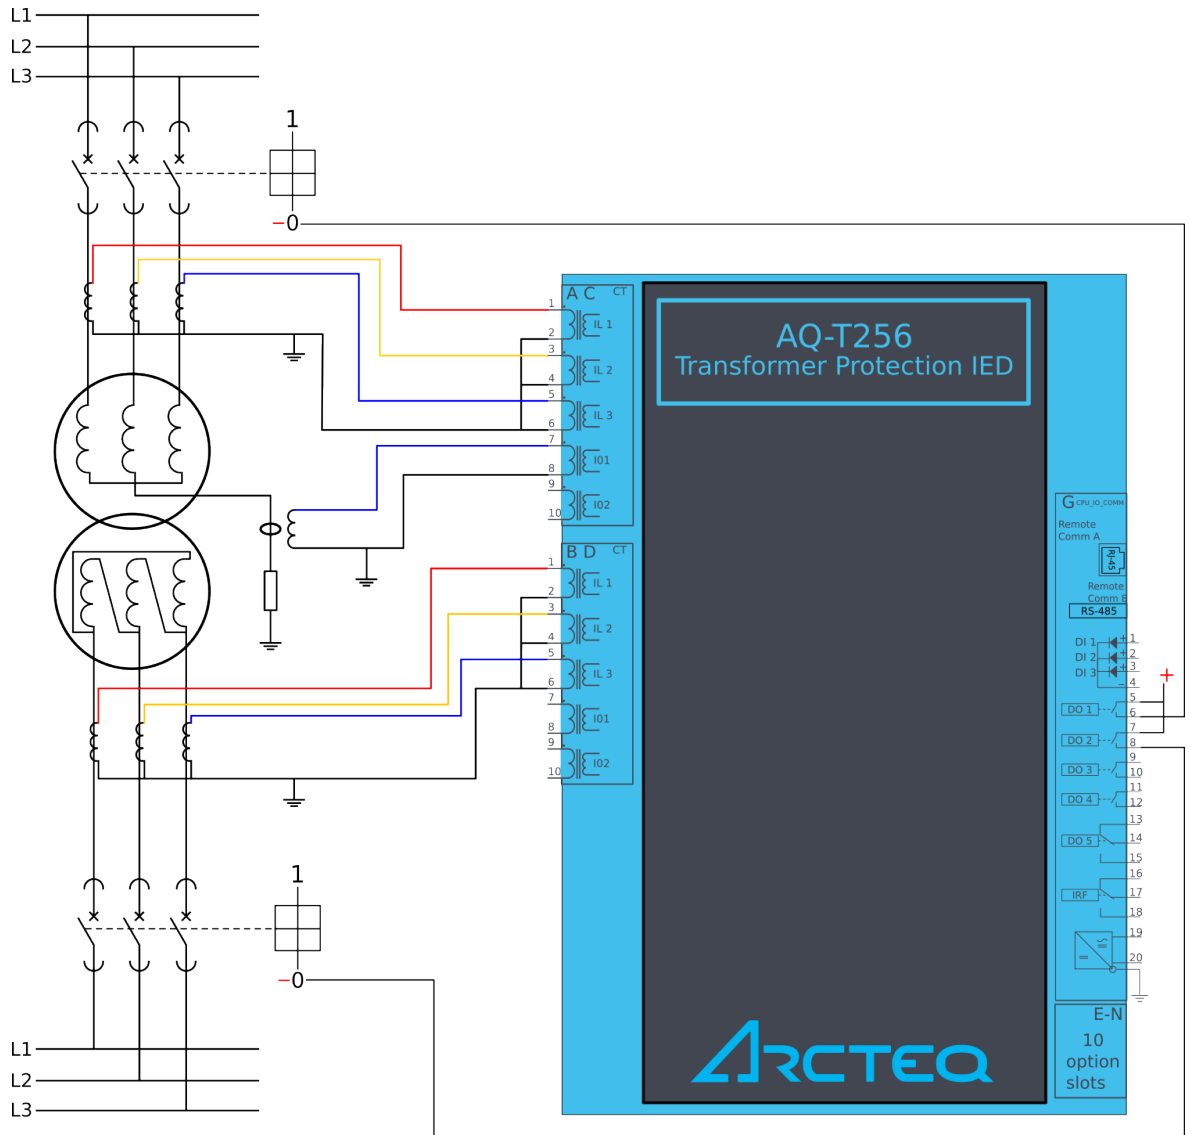 L1
L2
L3
1
−0
A C CT
1
IL 1
2
3
IL 2
4
5
IL 3
6
7
I01
8
9
I02
10
AQ-T256
Transformer Protection IED
B D CT
1
IL 1
2
3
IL 2
4
5
IL 3
6
7
I01
8
9
I02
10
G CPU_IO_COMM
Remote
Comm A
RJ-45
Remote
Comm B
RS-485
DI 1 + 1
DI 2 + 2
DI 3 + 3
− 4
+
5
DO 1 6
7
DO 2 8
9
DO 3 10
11
DO 4 12
13
DO 5 14
15
16
IRF 17
18
19
20
E-N
10
option
slots
ARCTEQ
1
−0
L1
L2
L3